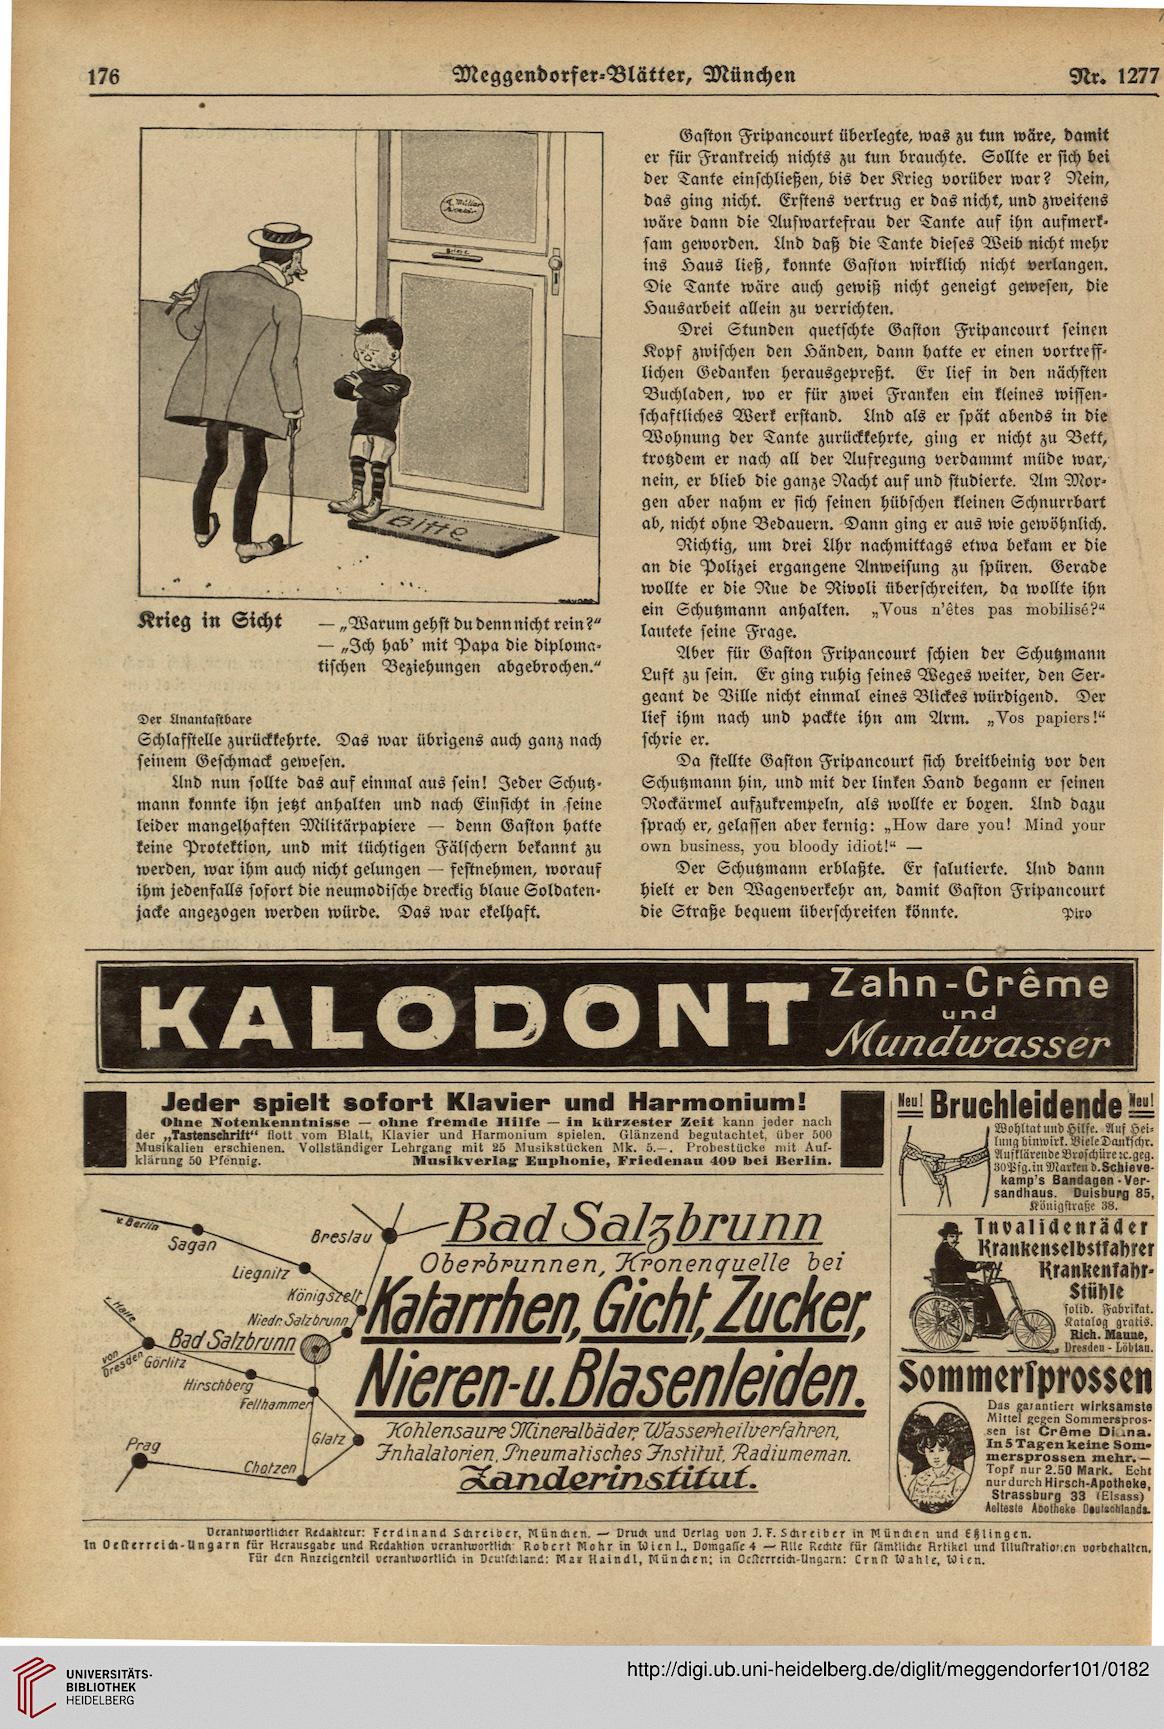 176
Meggendorfer-Blätter, München
Nr. 1277
Bitte
Krieg in Sicht
— „Warum gehst du denn nicht rein?"
— „Ich hab' mit Papa die diploma-
tischen Beziehungen abgebrochen."
Der Unantastbare
Schlafstelle zurückkehrte. Das war übrigens auch ganz nach
seinem Geschmack gewesen.
Und nun sollte das auf einmal aus sein! Jeder Schutz-
mann konnte ihn jetzt anhalten und nach Einsicht in seine
leider mangelhaften Militärpapiere — denn Gaston hatte
keine Protektion, und mit tüchtigen Fälschern bekannt zu
werden, war ihm auch nicht gelungen — festnehmen, worauf
ihm jedenfalls sofort die neumodische dreckig blaue Soldaten-
jacke angezogen werden würde. Das war ekelhaft.
Gaston Fripancourt überlegte, was zu tun wäre, damit
er für Frankreich nichts zu tun brauchte. Sollte er sich bei
der Tante einschließen, bis der Krieg vorüber war? Nein,
das ging nicht. Erstens vertrug er das nicht, und zweitens
wäre dann die Aufwartefrau der Tante auf ihn aufmerk-
sam geworden. Und daß die Tante dieses Weib nicht mehr
ins Haus ließ, konnte Gaston wirklich nicht verlangen.
Die Tante wäre auch gewiß nicht geneigt gewesen, die
Hausarbeit allein zu verrichten.
Drei Stunden quetschte Gaston Fripancourt seinen
Kopf zwischen den Händen, dann hatte er einen vortreff-
lichen Gedanken herausgepreßt. Er lief in den nächsten
Buchladen, wo er für zwei Franken ein kleines wissen-
schaftliches Werk erstand. Und als er spät abends in die
Wohnung der Tante zurückkehrte, ging er nicht zu Bett,
trotzdem er nach all der Aufregung verdammt müde war,
nein, er blieb die ganze Nacht auf und studierte. Am Mor-
gen aber nahm er sich seinen hübschen kleinen Schnurrbart
ab, nicht ohne Bedauern. Dann ging er aus wie gewöhnlich.
Richtig, um drei Uhr nachmittags etwa bekam er die
an die Polizei ergangene Anweisung zu spüren. Gerade
wollte er die Rue de Rivoli überschreiten, da wollte ihn
ein Schutzmann anhalten. „Vous n'êtes pas mobilisé?"
lautete seine Frage.
Aber für Gaston Fripancourt schien der Schutzmann
Luft zu sein. Er ging ruhig seines Weges weiter, den Ser-
geant de Ville nicht einmal eines Blickes würdigend. Der
lief ihm nach und packte ihn am Arm. „Vos papiers!"
schrie er.
Da stellte Gaston Fripancourt sich breitbeinig vor den
Schutzmann hin, und mit der linken Hand begann er seinen
Rockärmel aufzukrempeln, als wollte er boxen. Und dazu
sprach er, gelassen aber kernig: „How dare you! Mind your
own business, you bloody idiot!" —
Der Schutzmann erblaßte. Er salutierte. Und dann
hielt er den Wagenverkehr an, damit Gaston Fripancourt
die Straße bequem überschreiten könnte.
Piro
KALODONT
Zahn-Crême
und
Mundwasser
Jeder spielt sofort Klavier und Harmonium!
Ohne Notenkenntnisse — ohne fremde Hilfe — in kürzester Zeit kann jeder nach
der „Tastenschrift" flott vom Blatt, Klavier und Harmonium spielen. Glänzend begutachtet, über 500
Musikalien erschienen. Vollständiger Lehrgang mit 25 Musikstücken Mk. 5.—. Probestücke mit Auf-
klärung 50 Pfennig.
Musikverlag Euphonie, Friedenau 409 bei Berlin.
v. Berlin
Sagan
Breslau
Liegnitz
Königszelt
Niedr. Salzbrunn
v. Halle
Bad Salzbrunn
von Dresden
Görlitz
Hirschberg
Fellhammer
Prag
Glatz
Chotzen
Bad Salzbrunn
Oberbrunnen, Kronenquelle bei
Katarrhen, Gicht, Zucker,
Nieren-u. Blasenleiden.
Kohlensaure Mineralbäder, Wasserheilverfahren,
Inhalatorien, Pneumatisches Institut, Radiumeman.
Zanderinstitut.
Neu! Bruchleidende Neu!
Wohltat und Hilfe. Auf Hei-
lung hinwirk. Viele Dankschr.
Aufklärende Broschüre rc. geg.
30 Pfg. in Marken d. Schieve-
kamp's Bandagen-Ver-
sandhaus. Duisburg 85,
Königstraße 38.
Invalidenräder
Krankenselbstfahrer
Krankenfahr-
Stühle
solid. Fabrikat.
Katalog gratis.
Rich. Maune,
Dresden-Löbtau.
Sommersprossen
Das garantiert wirksamste
Mittel gegen Sommerspros-
sen ist Crême Diana.
In 5 Tagen keine Som-
mersprossen mehr.—
Topf nur 2.50 Mark. Echt
nur durch Hirsch-Apotheke,
Strassburg 33 (Elsass)
Aelteste Apotheke Deutschlands.
Verantwortlicher Redakteur: Ferdinand Schreiber, München. — Druck und Verlag von J. F. Schreiber in München und Eßlingen.
In Oesterreich-Ungarn für Herausgabe und Redaktion verantwortlich: Robert Mohr in Wien I., Domgasse 4 — Alle Rechte für sämtliche Artikel und Illustrationen vorbehalten.
Für den Anzeigenteil verantwortlich in Deutschland: Max Haindl, München; in Oesterreich-Ungarn: Ernst Wahle, Wien.
UNIVERSITÄTS-
BIBLIOTHEK
HEIDELBERG
http://digi.ub.uni-heidelberg.de/diglit/meggendorfer101/0182